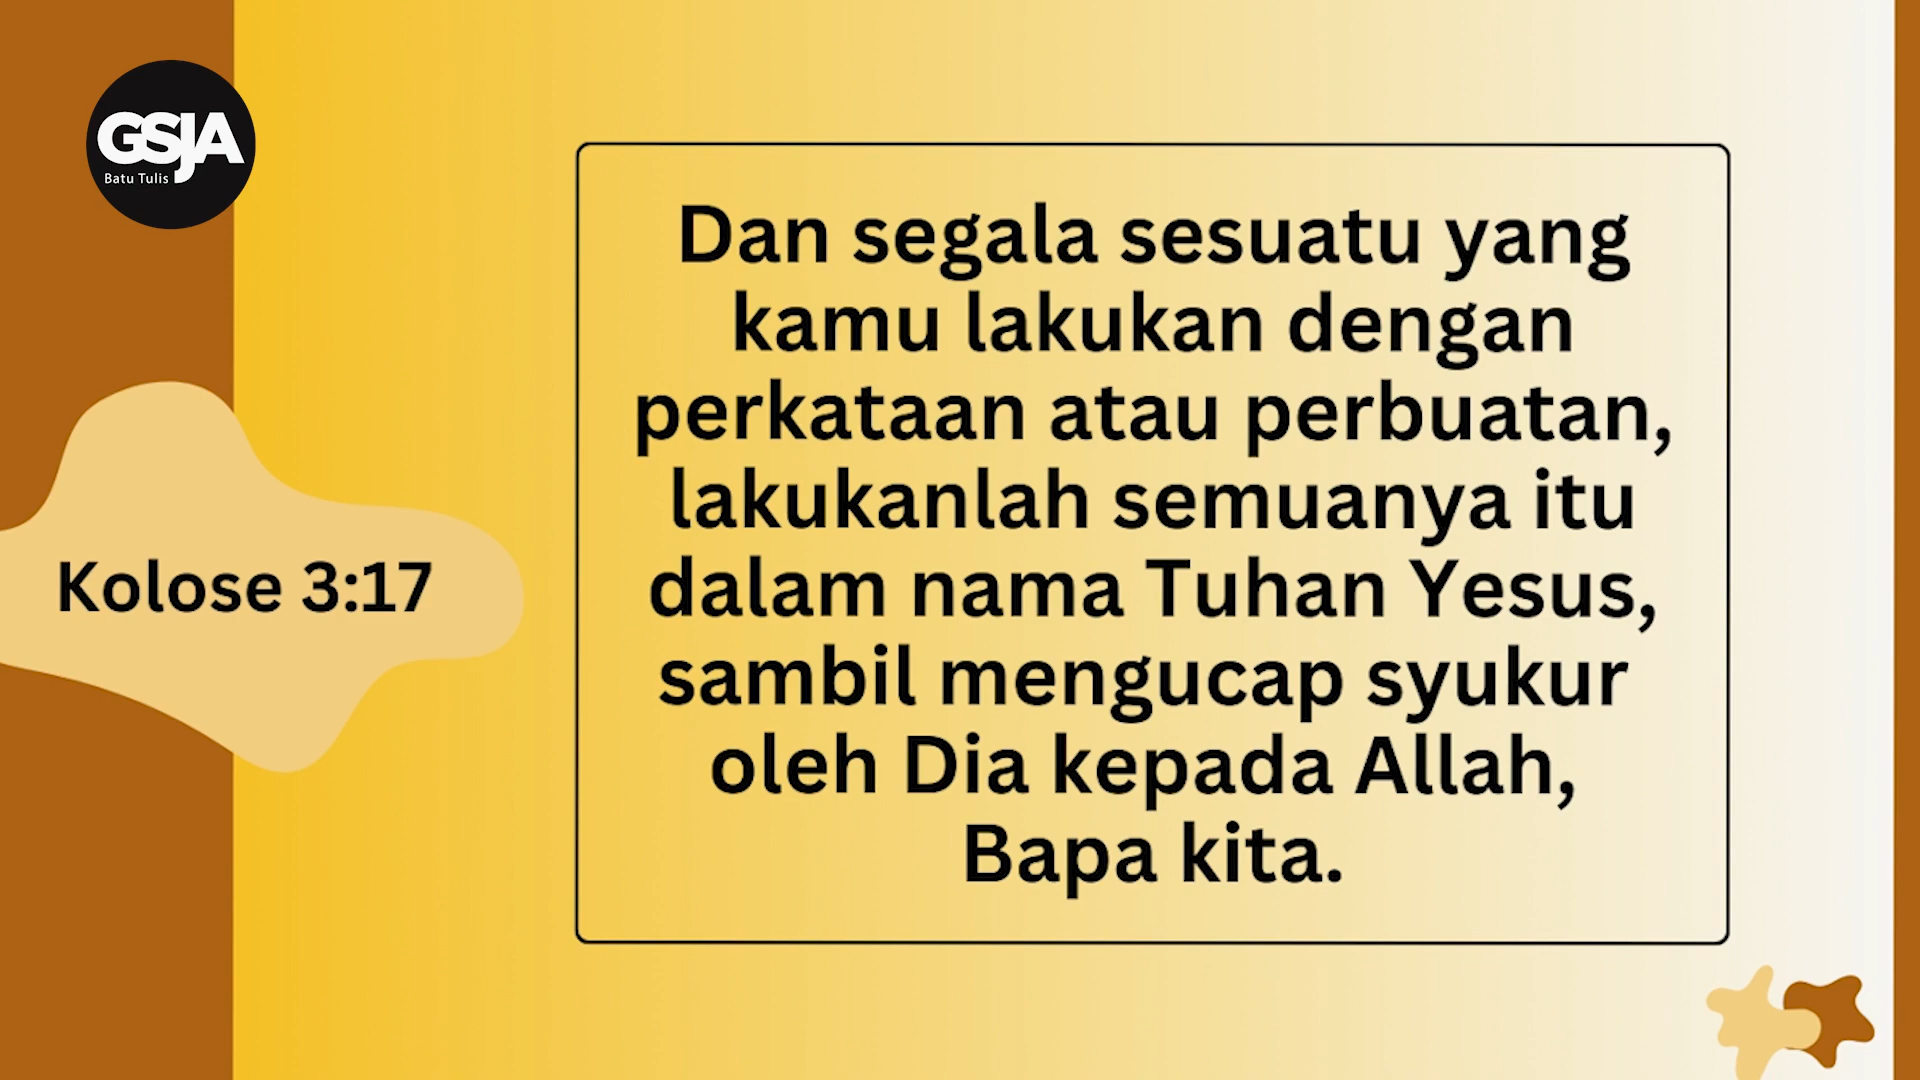 GSJA
Batu Tulis
Kolose 3:17
Dan segala sesuatu yang
kamu lakukan dengan
perkataan atau perbuatan,
lakukanlah semuanya itu
dalam nama Tuhan Yesus,
sambil mengucap syukur
oleh Dia kepada Allah,
Bapa kita.